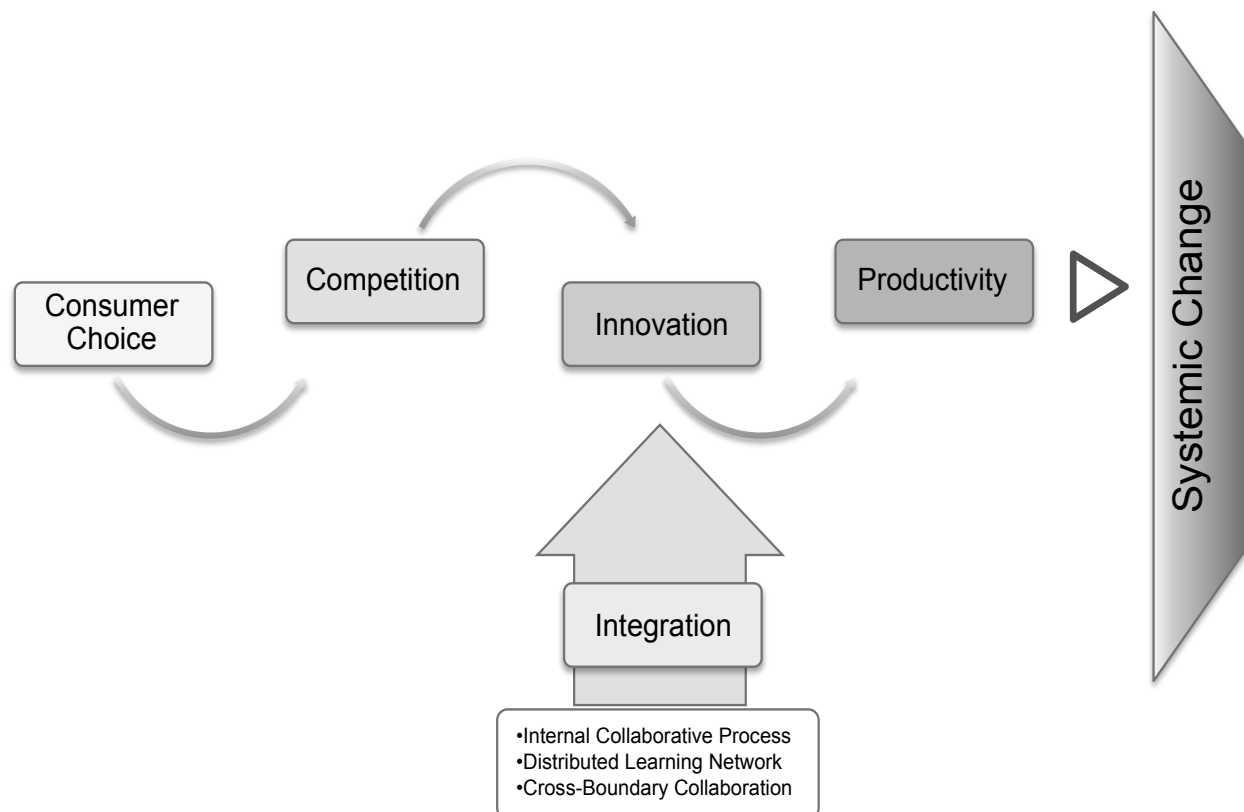 Consumer
Choice
Competition
Innovation
Productivity
Systemic Change
Integration
•Internal Collaborative Process
•Distributed Learning Network
•Cross-Boundary Collaboration